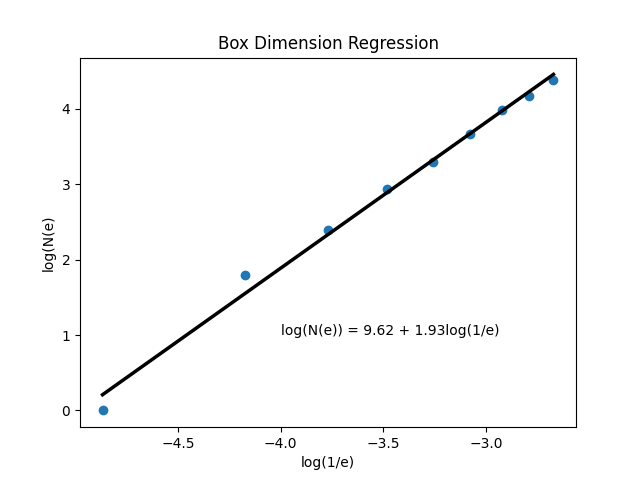 Box Dimension Regression
log(N(e)
4
3
2
1
0
log(N(e)) = 9.62 + 1.93log(1/e)
−4.5
−4.0
−3.5
−3.0
log(1/e)